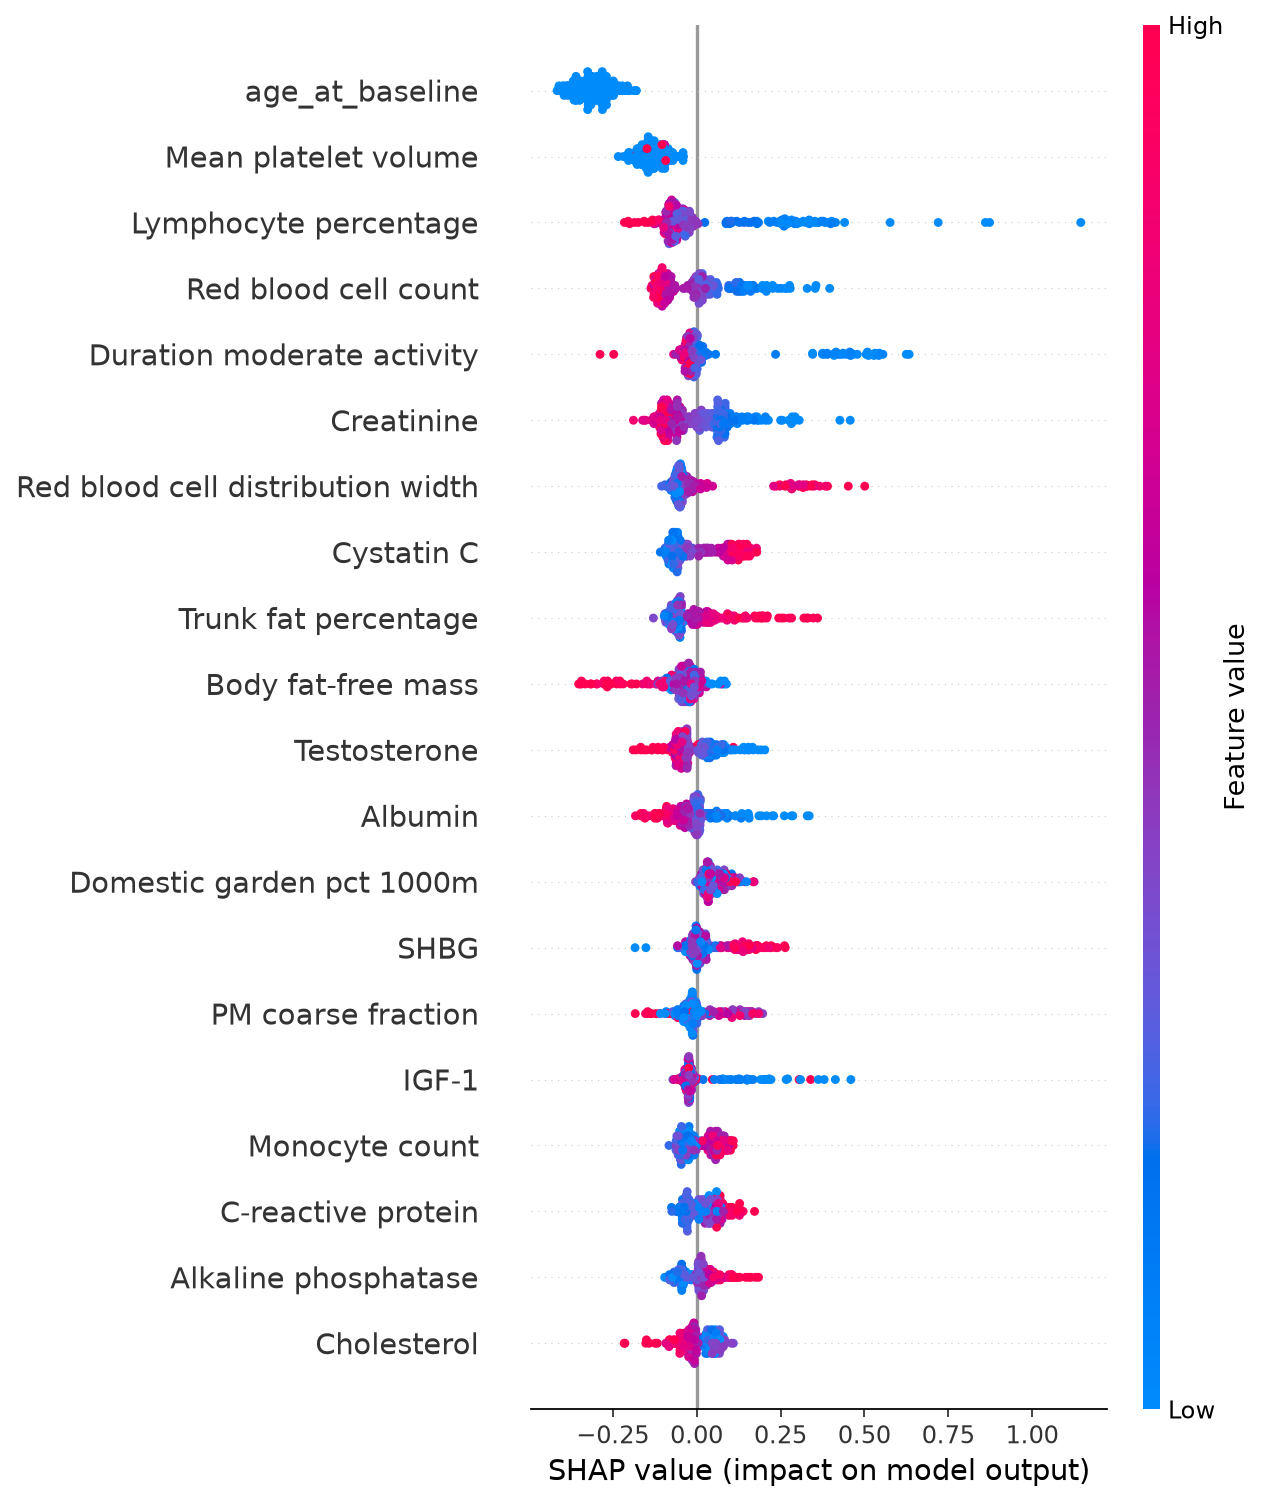 High
age_at_baseline
Mean platelet volume
Lymphocyte percentage
Red blood cell count
Duration moderate activity
Creatinine
Red blood cell distribution width
Cystatin C
Trunk fat percentage
Body fat-free mass
Testosterone
Albumin
Domestic garden pct 1000m
SHBG
PM coarse fraction
IGF-1
Monocyte count
C-reactive protein
Alkaline phosphatase
Cholesterol
Feature value
Low
−0.25 0.00 0.25 0.50 0.75 1.00
SHAP value (impact on model output)